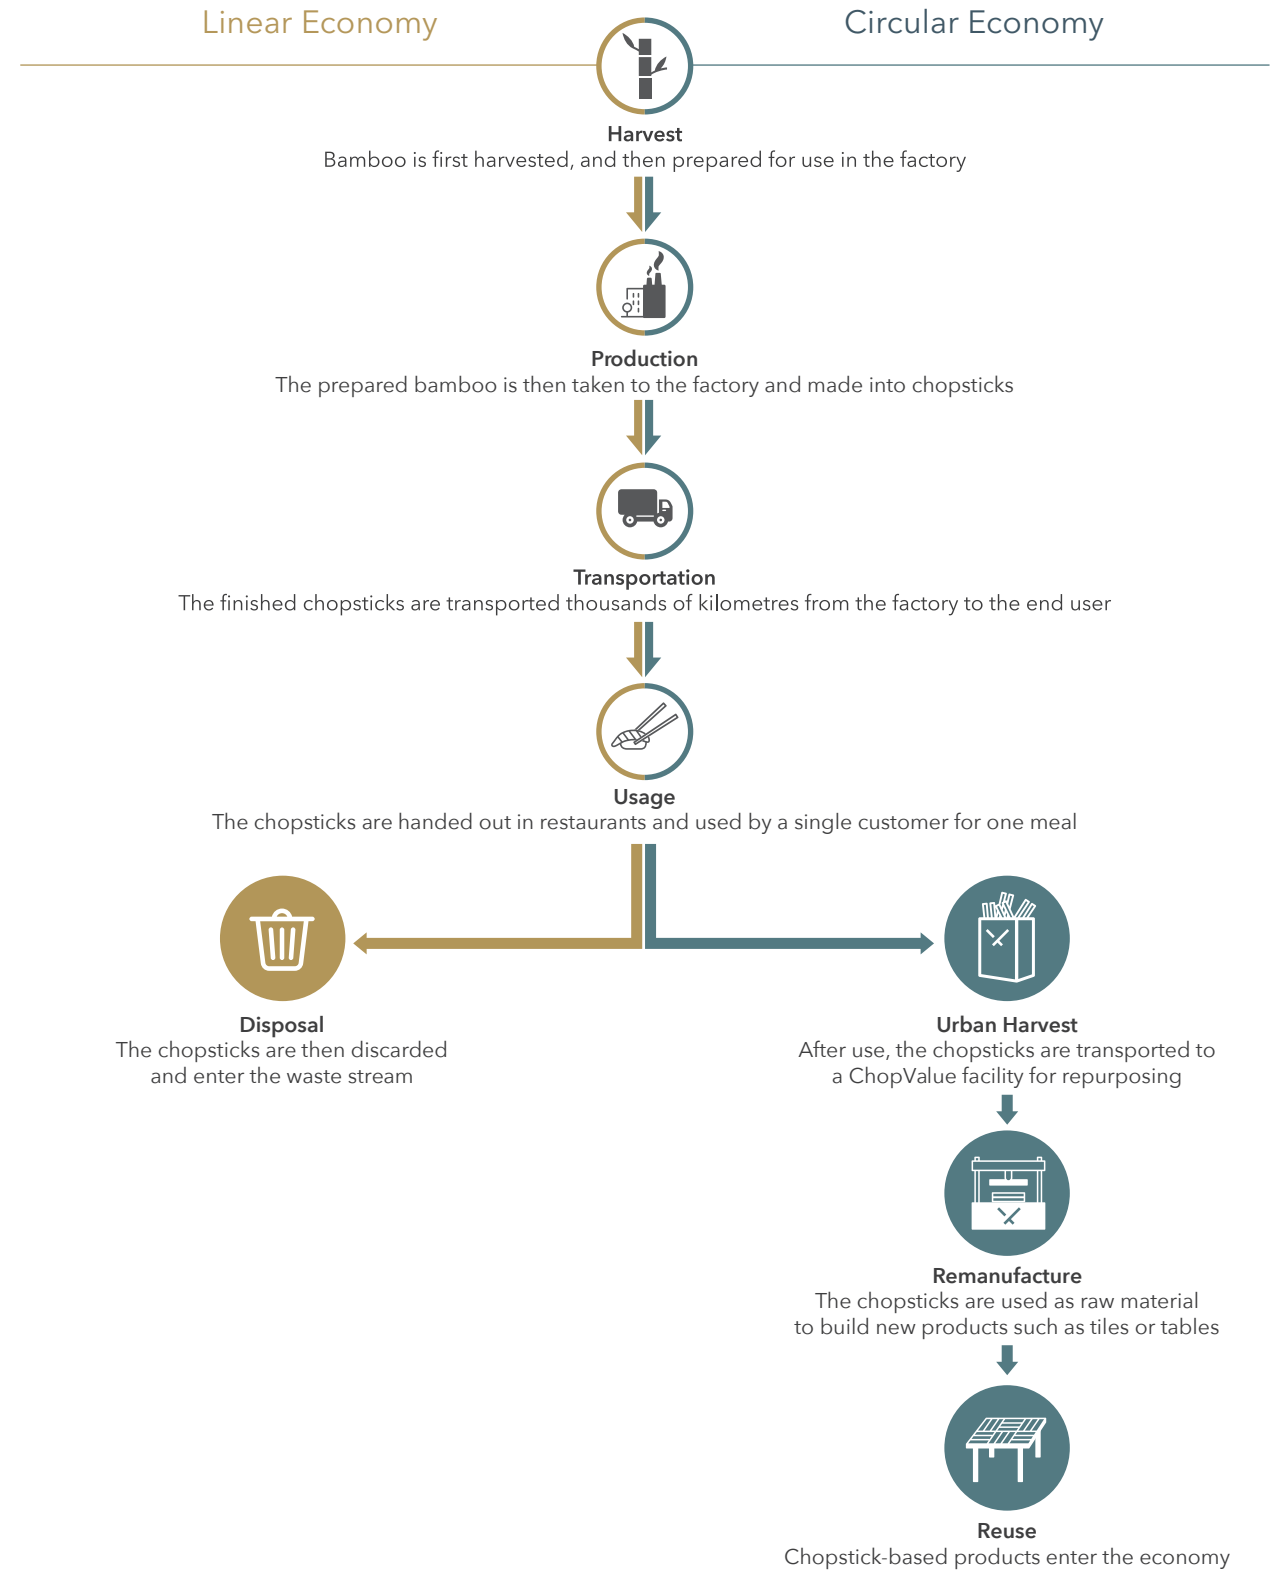 Linear Economy
Circular Economy
Harvest
Bamboo is first harvested, and then prepared for use in the factory
Production
The prepared bamboo is then taken to the factory and made into chopsticks
Transportation
The finished chopsticks are transported thousands of kilometres from the factory to the end user
Usage
The chopsticks are handed out in restaurants and used by a single customer for one meal
Disposal
The chopsticks are then discarded
and enter the waste stream
Urban Harvest
After use, the chopsticks are transported to
a ChopValue facility for repurposing
Remanufacture
The chopsticks are used as raw material
to build new products such as tiles or tables
Reuse
Chopstick-based products enter the economy